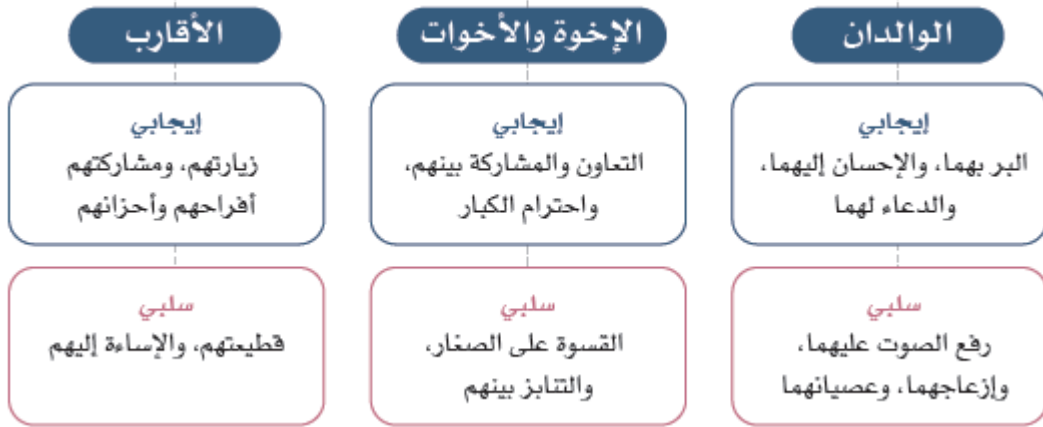 الوالدان
إيجابي
البر بهما، والإحسان إليهما،
والدعاء لهما
سلبي
رفع الصوت عليهما،
وإزعاجهما، وعصيانهما
الإخوة والأخوات
إيجابي
التعاون والمشاركة بينهم،
واحترام الكبار
سلبي
القسوة على الصغار،
والتنابز بينهم
الأقارب
إيجابي
زيارتهم، ومشاركتهم
أفراحهم وأحزانهم
سلبي
قطيعتهم، والإساءة إليهم